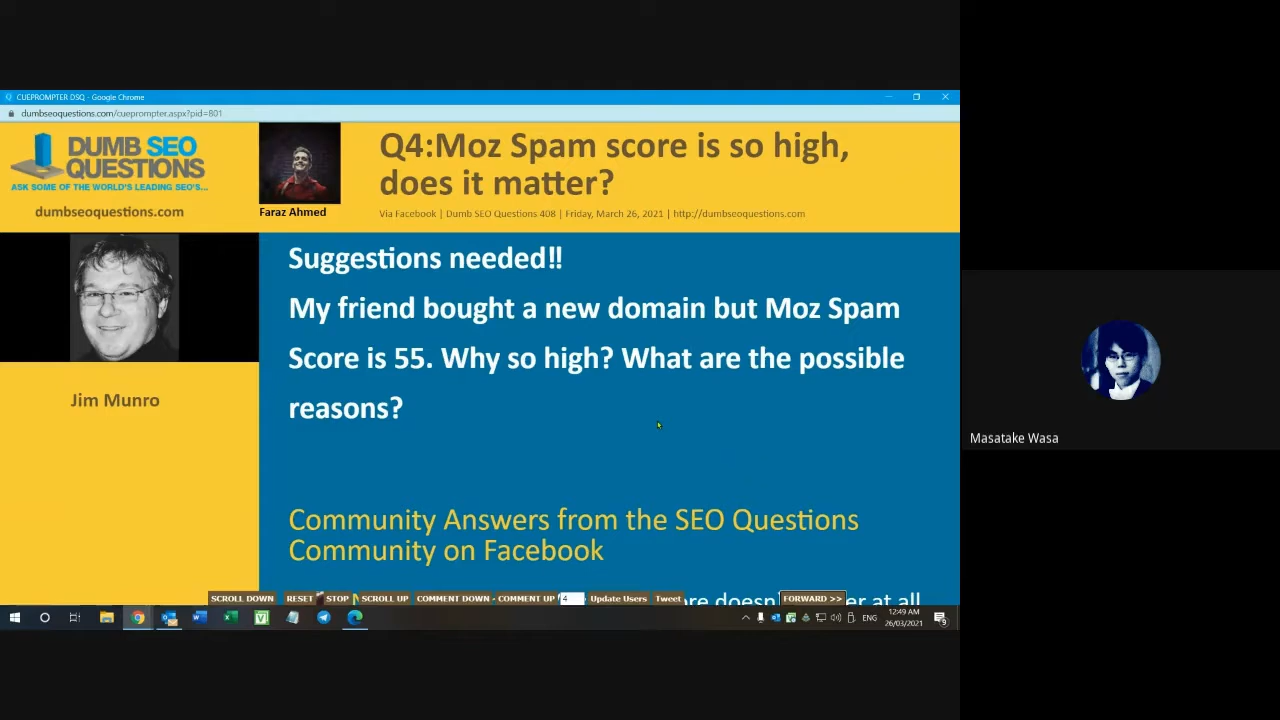 CUEPROMPTER DSQ - Google Chrome
dumbseoquestions.com/cueprompter.aspx?pid=801
DUMB SEO
QUESTIONS
ASK SOME OF THE WORLD'S LEADING SEO'S...
dumbseoquestions.com
Faraz Ahmed
Q4:Moz Spam score is so high,
does it matter?
Via Facebook | Dumb SEO Questions 408 | Friday, March 26, 2021 | http://dumbseoquestions.com
Jim Munro
Suggestions needed!!
My friend bought a new domain but Moz Spam
Score is 55. Why so high? What are the possible
reasons?
Community Answers from the SEO Questions
Community on Facebook
SCROLL DOWN RESET STOP SCROLL UP COMMENT DOWN - COMMENT UP 4 Update Users Tweet FORWARD >>
at all
ENG
12:49 AM
26/03/2021
9
Masatake Wasa